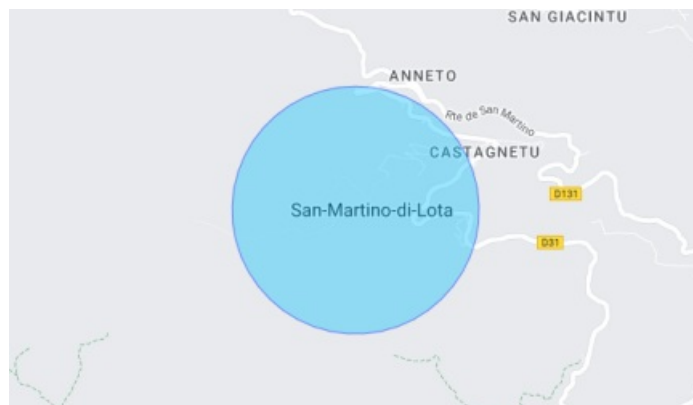 SAN GIACINTU
ANNETO
Rte de San Martino
CASTAGNETU
D131
San-Martino-di-Lota
D31